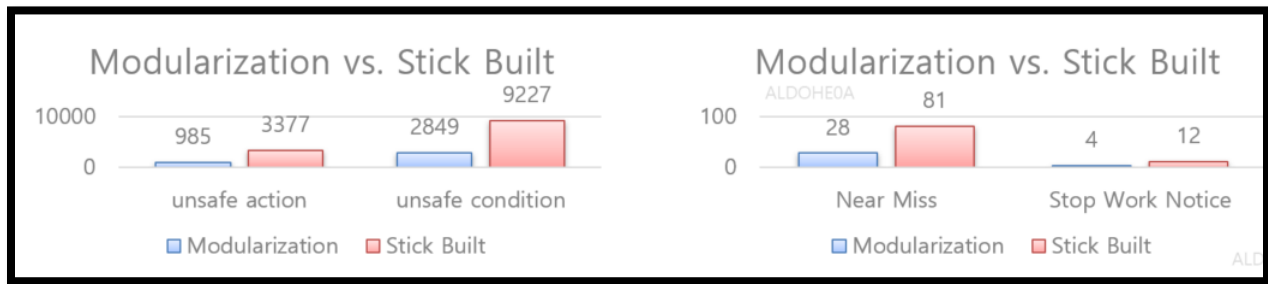 Modularization vs. Stick Built
9227
10000
985
3377
2849
0
unsafe action
unsafe condition
Modularization
Stick Built
Modularization vs. Stick Built
ALDOHE0A
81
100
28
4
12
0
Near Miss
Stop Work Notice
Modularization
Stick Built
ALD